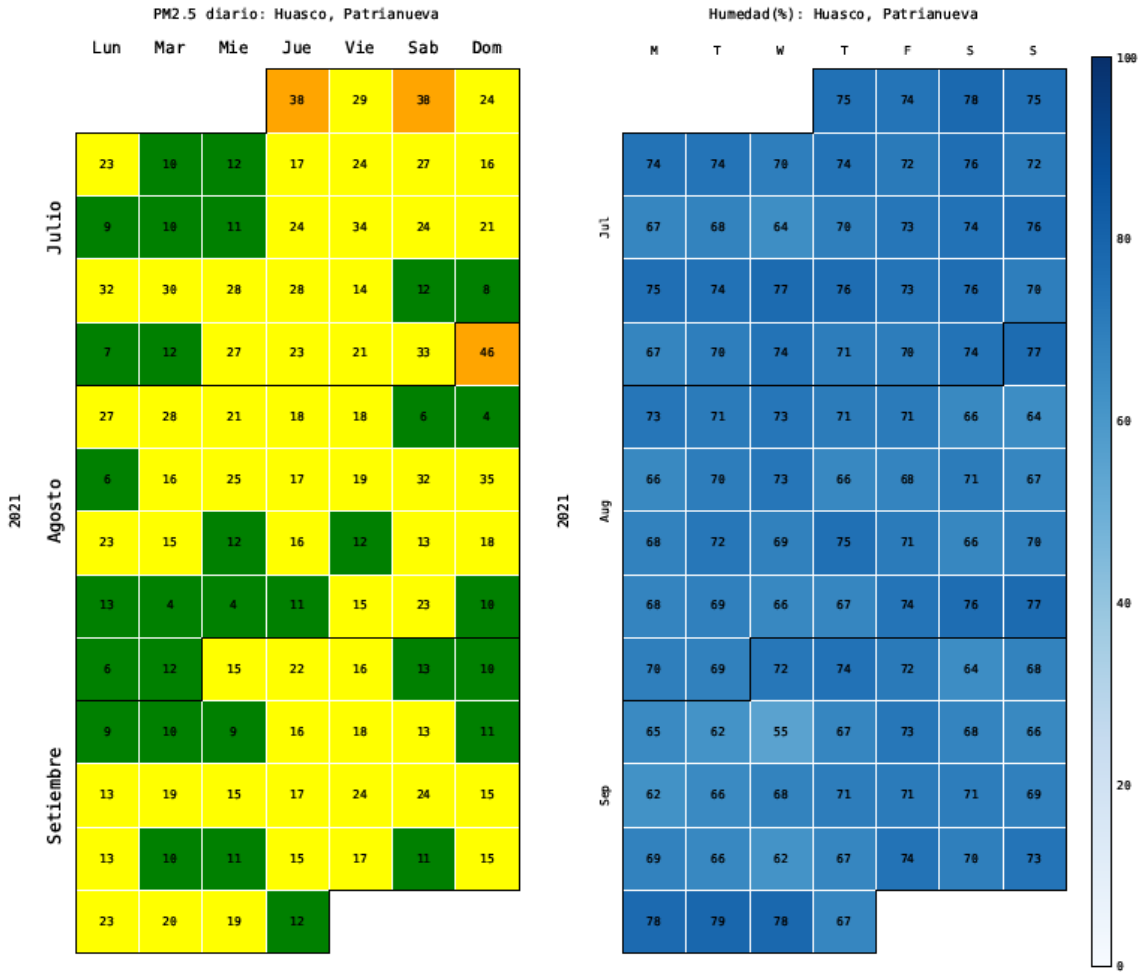 PM2.5 diario: Huasco, Patrianueva
Lun Mar Mie Jue Vie Sab Dom
38 29 38 24
23 10 12 17 24 27 16
9 10 11 24 34 24 21
32 30 28 28 14 12 8
7 12 27 23 21 33 46
27 28 21 18 18 6 4
6 16 25 17 19 32 35
23 15 12 16 12 13 18
13 4 4 11 15 23 10
6 12 15 22 16 13 10
9 10 9 16 18 13 11
13 19 15 17 24 24 15
13 10 11 15 17 11 15
23 20 19 12
Julio
Agosto
Setiembre
2021
Humedad(%): Huasco, Patrianueva
M T W T F S S
75 74 78 75
74 74 70 74 72 76 72
67 68 64 70 73 74 76
75 74 77 76 73 76 70
67 70 74 71 70 74 77
73 71 73 71 71 66 64
66 70 73 66 68 71 67
68 72 69 75 71 66 70
68 69 66 67 74 76 77
70 69 72 74 72 64 68
65 62 55 67 73 68 66
62 66 68 71 71 71 69
69 66 62 67 74 70 73
78 79 78 67
Jul
Aug
Sep
2021
100
80
60
40
20
0